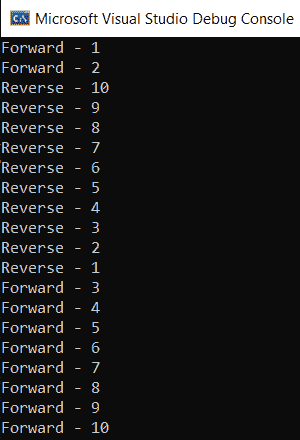 Microsoft Visual Studio Debug Console
Forward - 1
Forward - 2
Reverse - 10
Reverse - 9
Reverse - 8
Reverse - 7
Reverse - 6
Reverse - 5
Reverse - 4
Reverse - 3
Reverse - 2
Reverse - 1
Forward - 3
Forward - 4
Forward - 5
Forward - 6
Forward - 7
Forward - 8
Forward - 9
Forward - 10